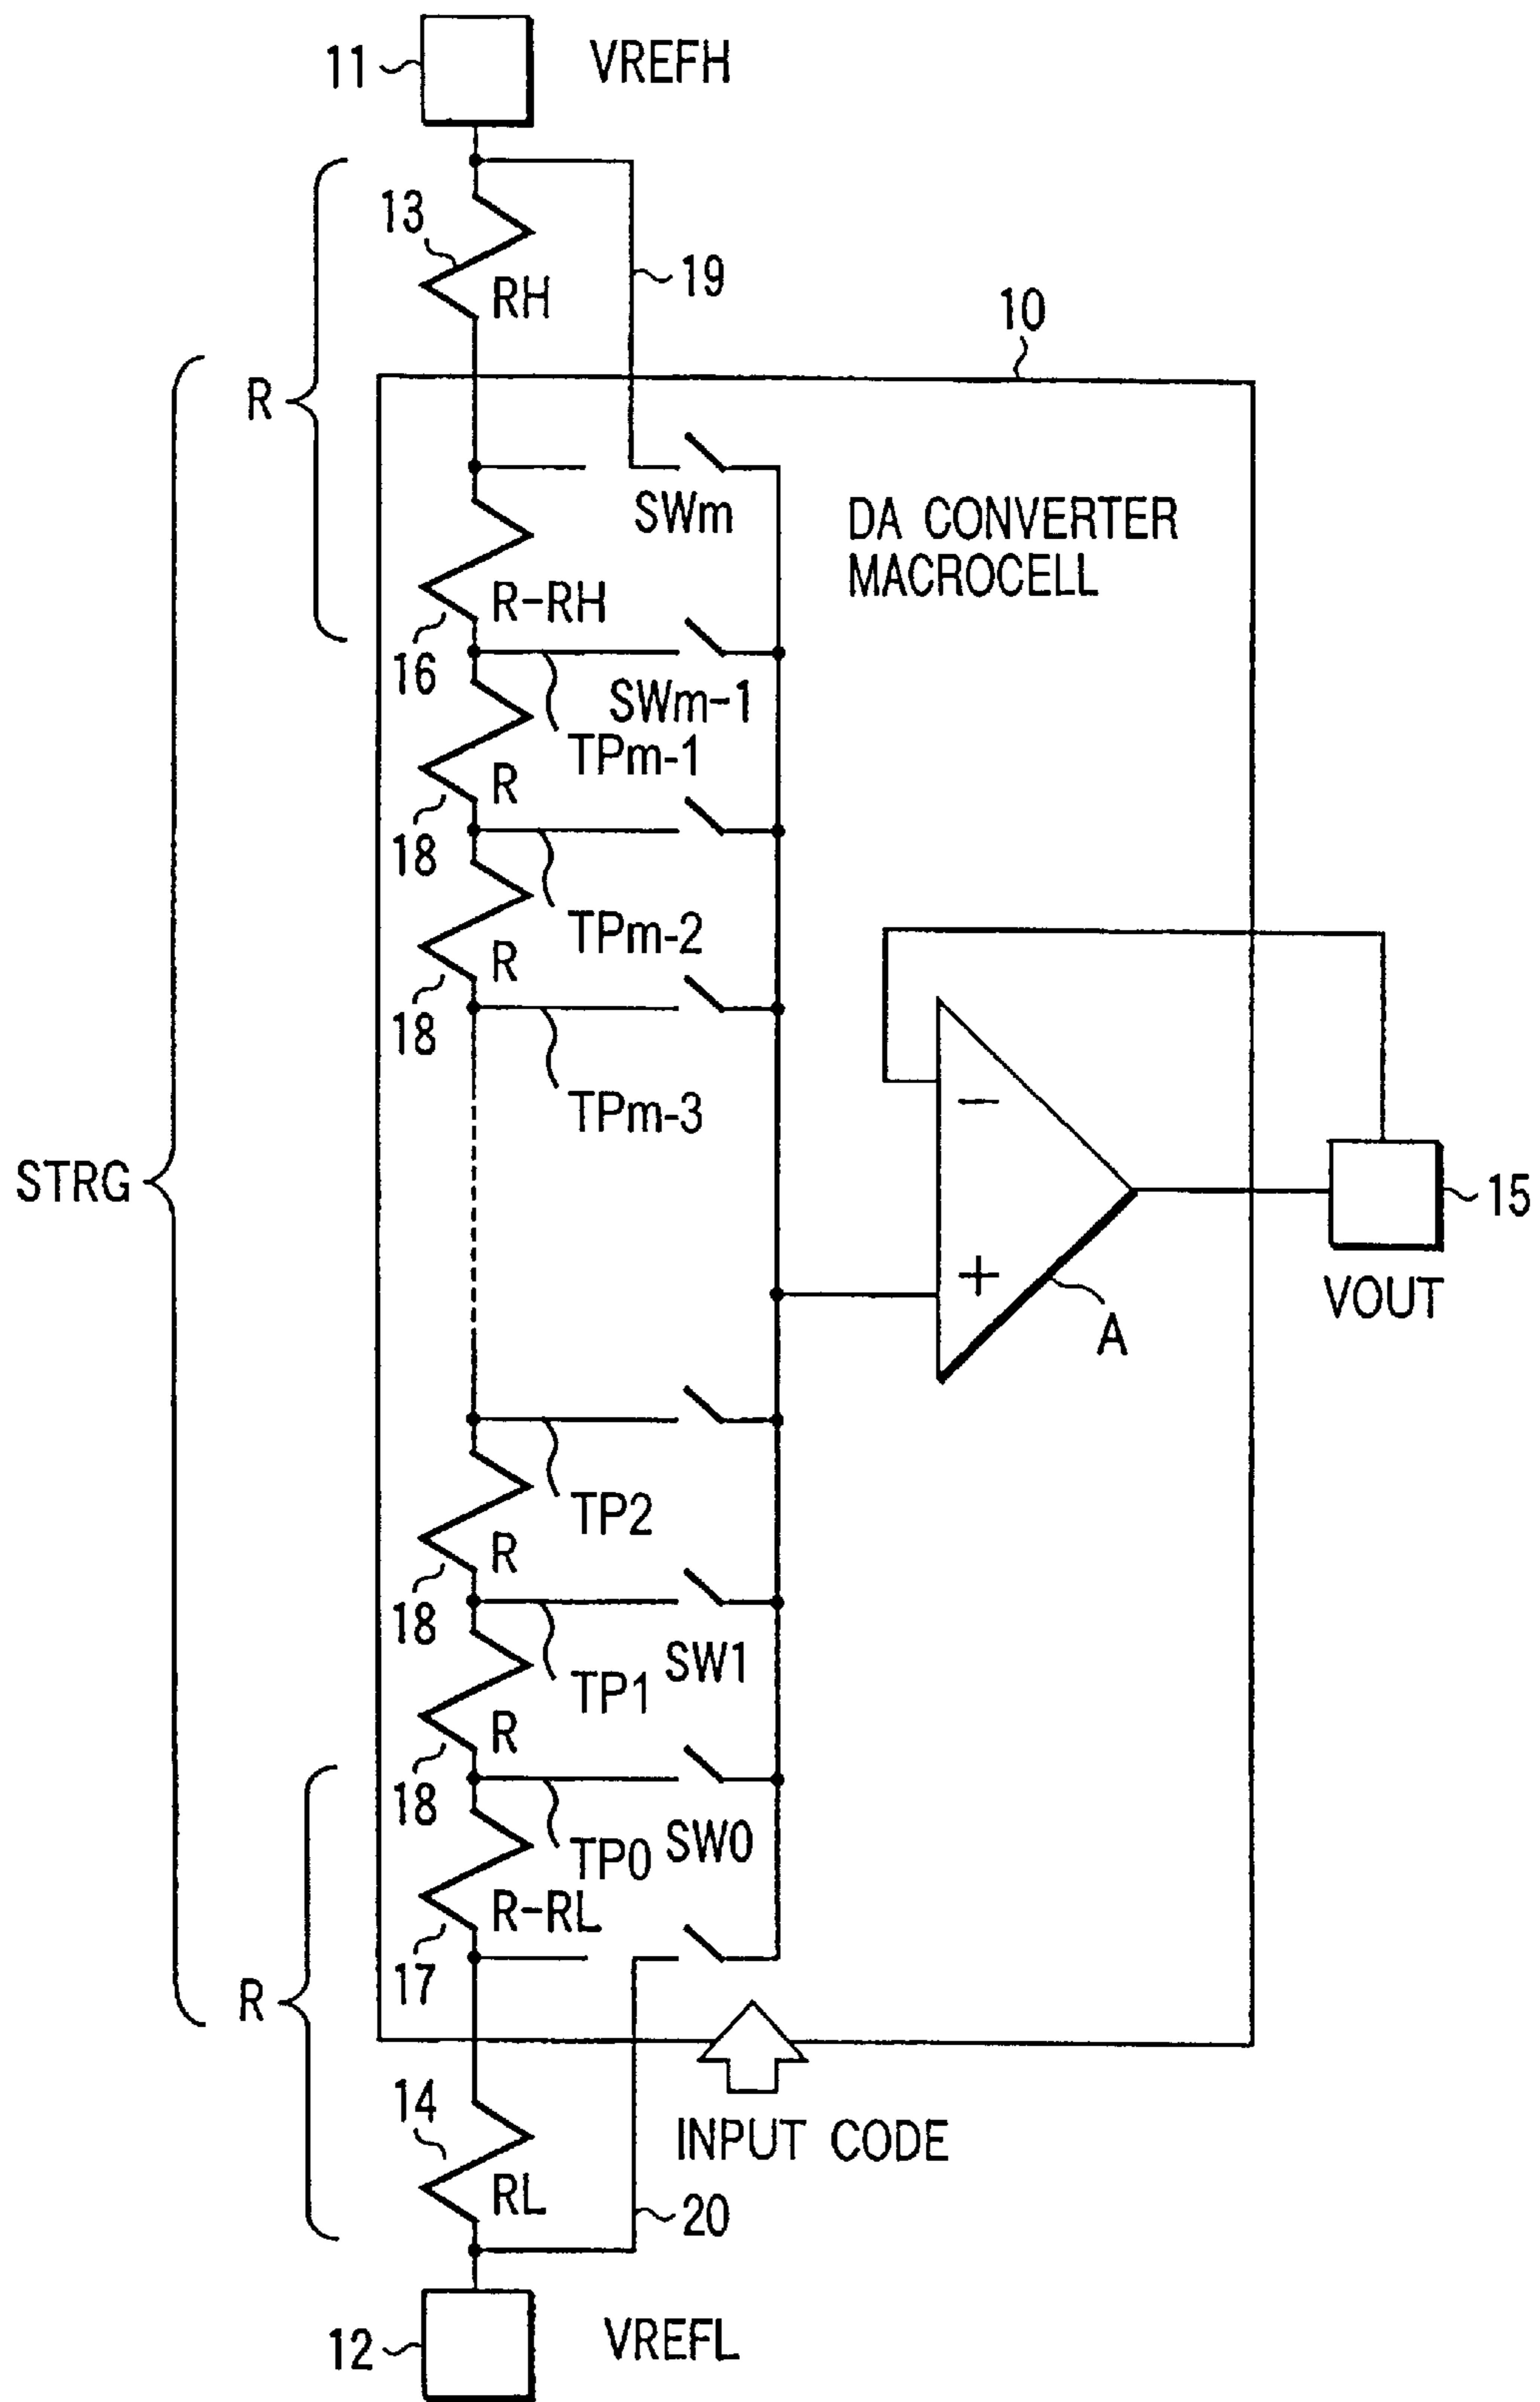 11
VREFH
13
RH
19
10
R
SWm
DA CONVERTER
MACROCELL
R-RH
16
SWm-1
TPm-1
R
18
TPm-2
R
18
TPm-3
STRG
−
+
A
15
VOUT
TP2
R
18
SW1
TP1
R
18
SW0
TP0
R-RL
17
R
14
INPUT CODE
RL
20
12
VREFL